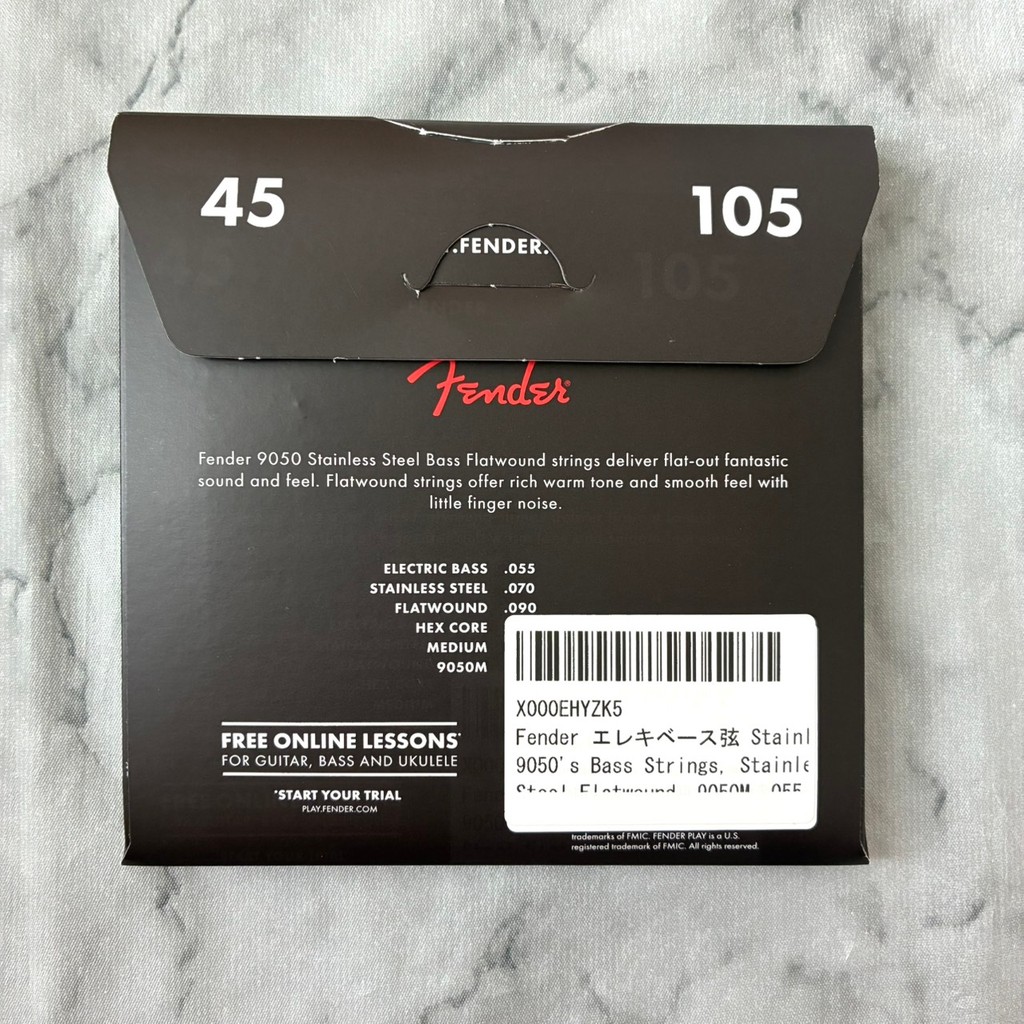 45
105
.FENDER.
Fender®
Fender 9050 Stainless Steel Bass Flatwound strings deliver flat-out fantastic
sound and feel. Flatwound strings offer rich warm tone and smooth feel with
little finger noise.
ELECTRIC BASS .055
STAINLESS STEEL .070
FLATWOUND .090
HEX CORE
MEDIUM
9050M
X000EHYZK5
Fender エレキベース弦 Stainl
9050's Bass Strings, Stainle
Steel Flatwound, 9050M .055
FREE ONLINE LESSONS*
FOR GUITAR, BASS AND UKULELE
*START YOUR TRIAL
PLAY.FENDER.COM
trademarks of FMIC. FENDER PLAY is a U.S.
registered trademark of FMIC. All rights reserved.